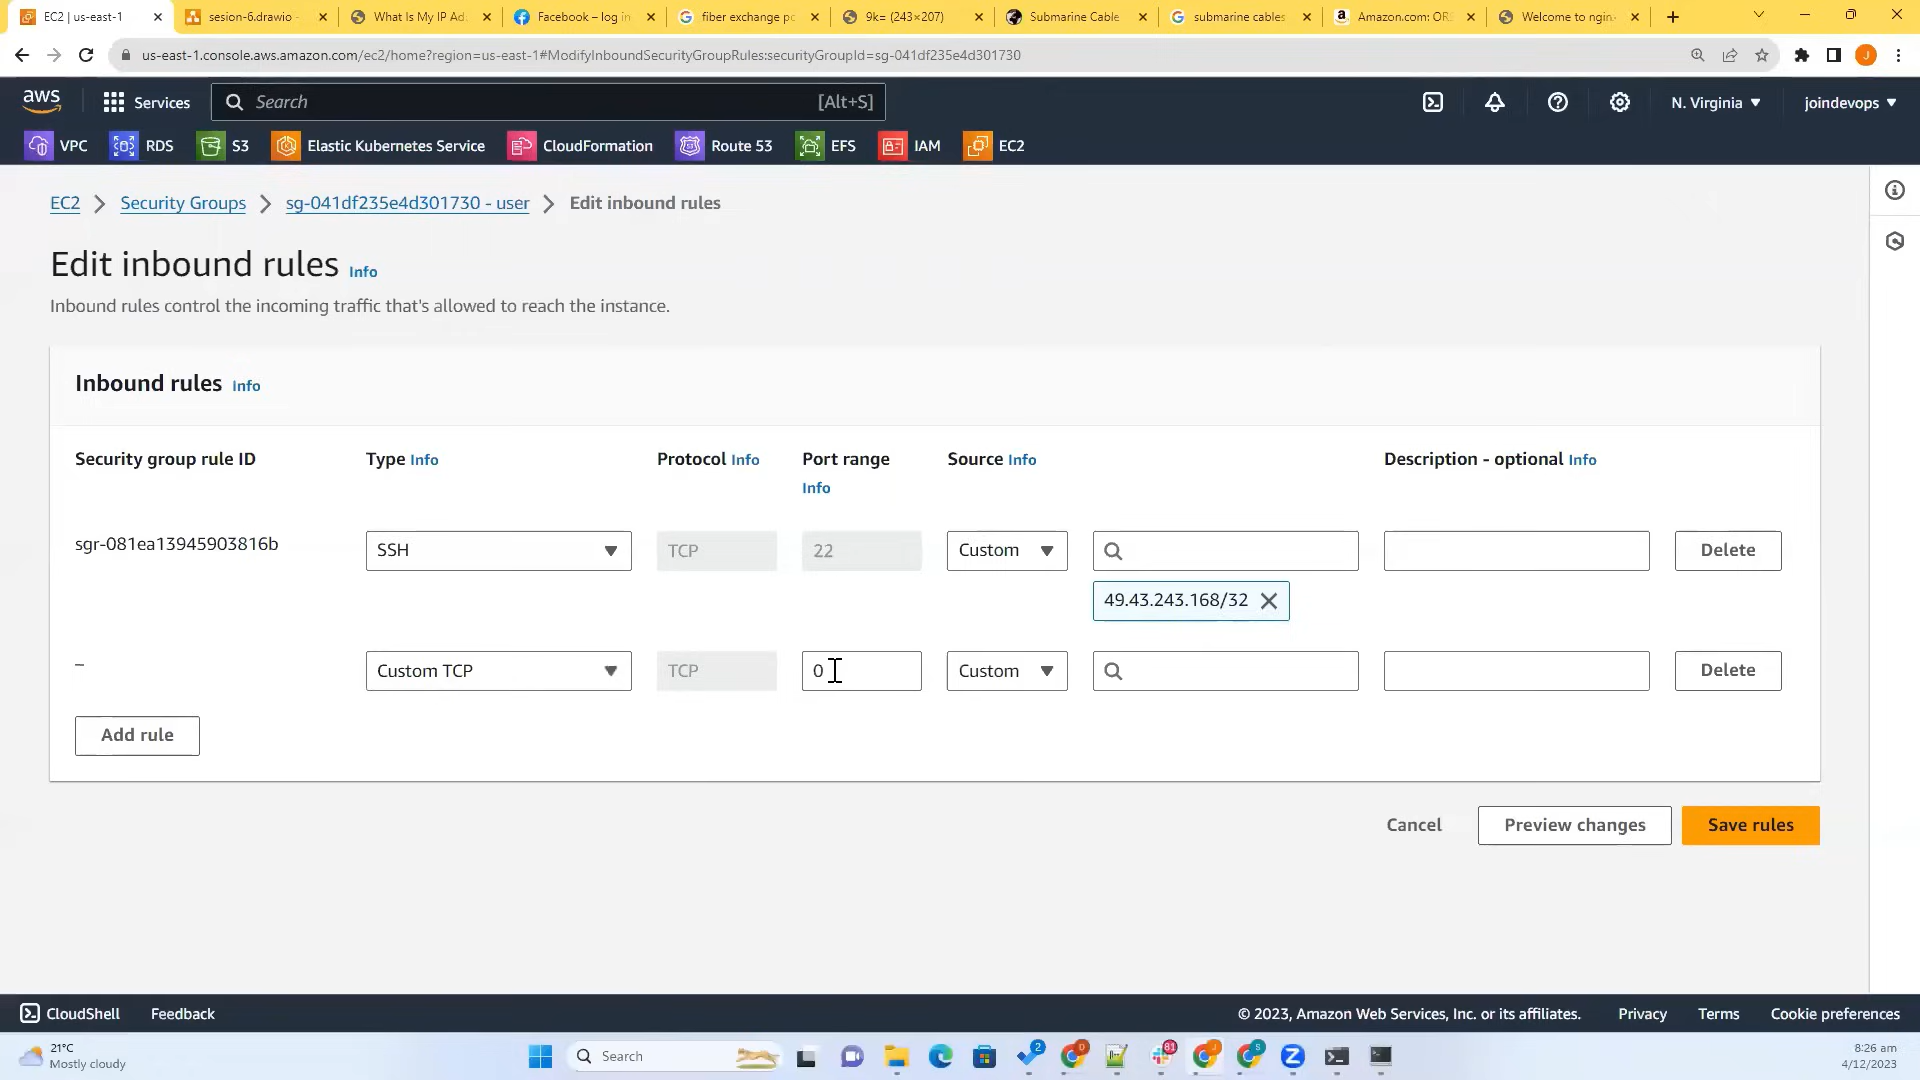 EC2 | us-east-1
sesion-6.drawio
What Is My IP Ad
Facebook – log in
fiber exchange po
9k= (243×207)
Submarine Cable
submarine cables
Amazon.com: OR
Welcome to ngin
us-east-1.console.aws.amazon.com/ec2/home?region=us-east-1#ModifyInboundSecurityGroupRules:securityGroupId=sg-041df235e4d301730
J
aws
Services
Search
[Alt+S]
N. Virginia
joindevops
VPC
RDS
S3
Elastic Kubernetes Service
CloudFormation
Route 53
EFS
IAM
EC2
EC2
Security Groups
sg-041df235e4d301730 - user
Edit inbound rules
Edit inbound rules Info
Inbound rules control the incoming traffic that's allowed to reach the instance.
Inbound rules Info
Security group rule ID
Type Info
Protocol Info
Port range
Info
Source Info
Description - optional Info
sgr-081ea13945903816b
SSH
TCP
22
Custom
Delete
49.43.243.168/32
–
Custom TCP
TCP
0
Custom
Delete
Add rule
Cancel
Preview changes
Save rules
CloudShell
Feedback
© 2023, Amazon Web Services, Inc. or its affiliates.
Privacy
Terms
Cookie preferences
21°C
Mostly cloudy
Search
2
D
81
J
S
8:26 am
4/12/2023